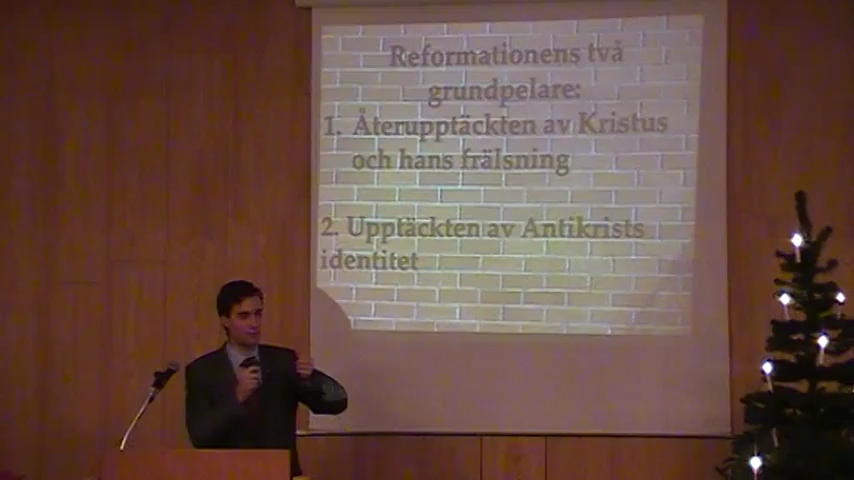 Reformationens två
grundpelare:
1. Återupptäckten av Kristus
och hans frälsning
2. Upptäckten av Antikrists
identitet